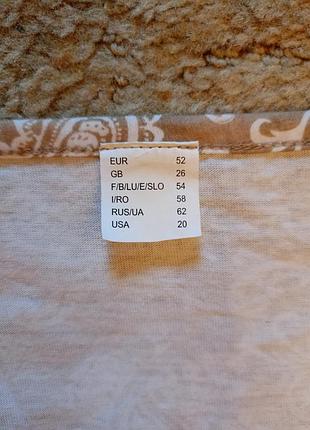 EUR 52
GB 26
F/B/LU/E/SLO 54
I/RO 58
RUS/UA 62
USA 20